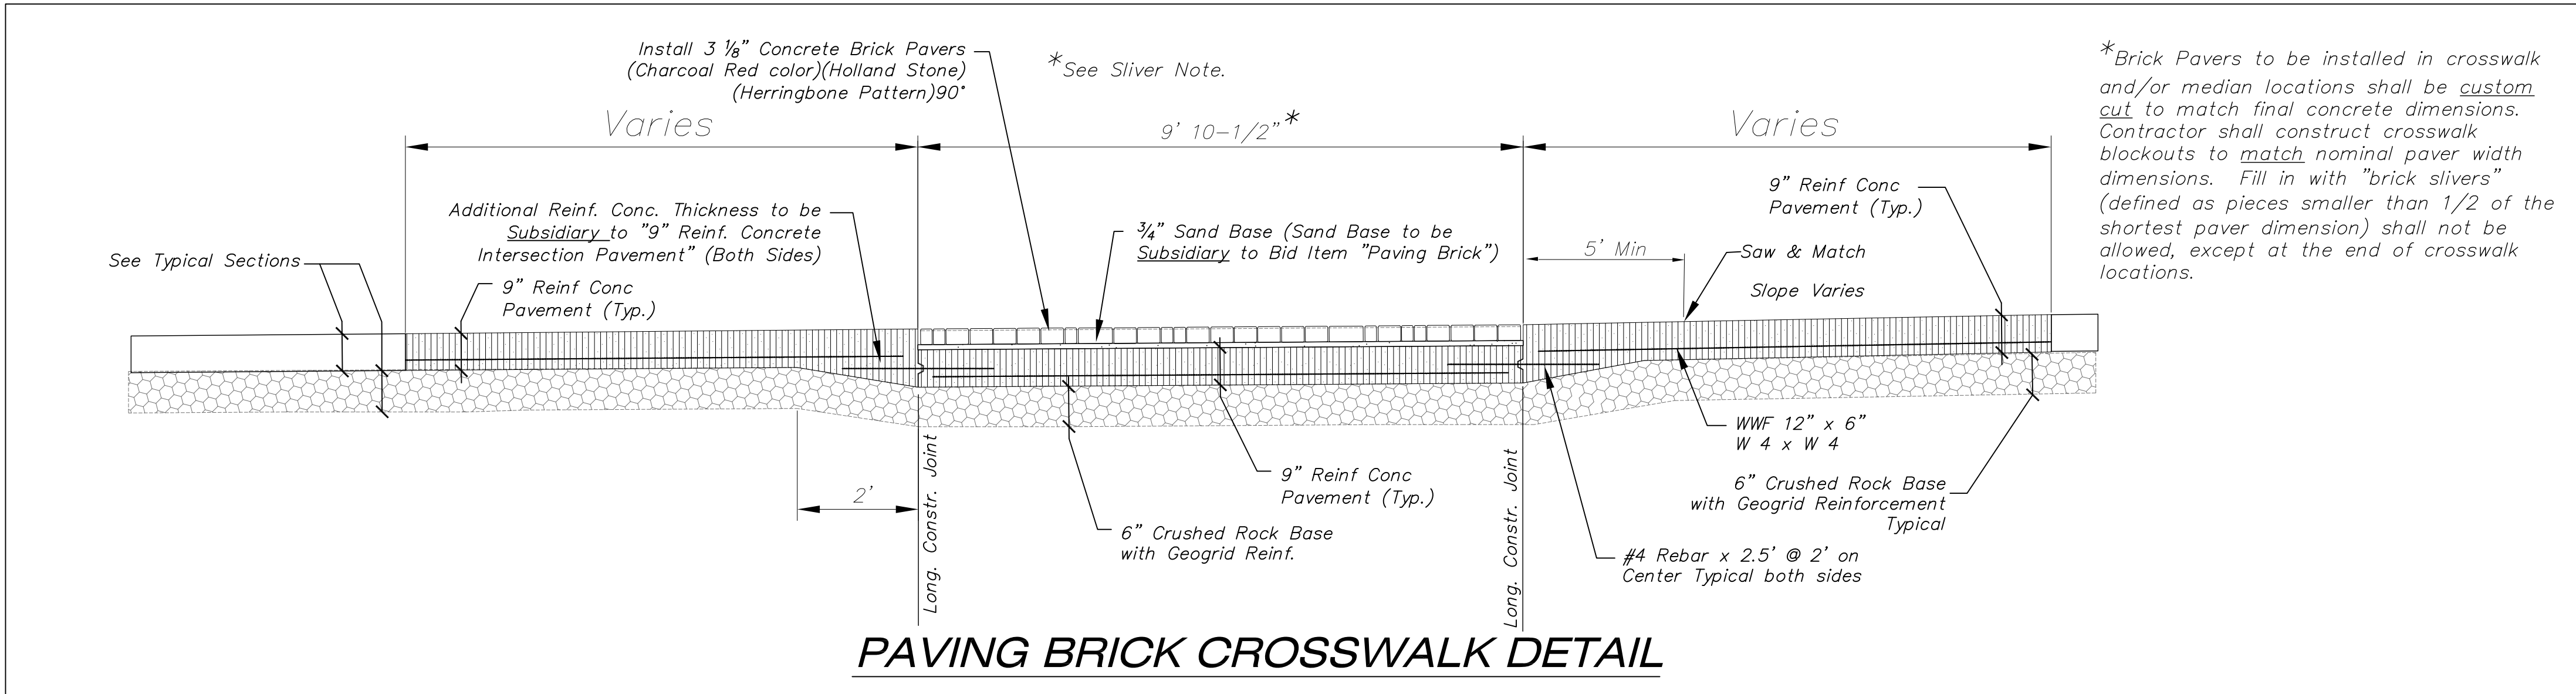 Install 3 ⅛" Concrete Brick Pavers
(Charcoal Red color)(Holland Stone)
(Herringbone Pattern)90°
*See Sliver Note.
Varies
9' 10-1/2"*
Varies
*Brick Pavers to be installed in crosswalk
and/or median locations shall be custom
cut to match final concrete dimensions.
Contractor shall construct crosswalk
blockouts to match nominal paver width
dimensions. Fill in with "brick slivers"
(defined as pieces smaller than 1/2 of the
shortest paver dimension) shall not be
allowed, except at the end of crosswalk
locations.
Additional Reinf. Conc. Thickness to be
Subsidiary to "9" Reinf. Concrete
Intersection Pavement" (Both Sides)
¾" Sand Base (Sand Base to be
Subsidiary to Bid Item "Paving Brick")
9" Reinf Conc
Pavement (Typ.)
See Typical Sections
9" Reinf Conc
Pavement (Typ.)
5' Min
Saw & Match
Slope Varies
2'
Long. Constr. Joint
6" Crushed Rock Base
with Geogrid Reinf.
9" Reinf Conc
Pavement (Typ.)
Long. Constr. Joint
WWF 12" x 6"
W 4 x W 4
6" Crushed Rock Base
with Geogrid Reinforcement
Typical
#4 Rebar x 2.5' @ 2' on
Center Typical both sides
PAVING BRICK CROSSWALK DETAIL